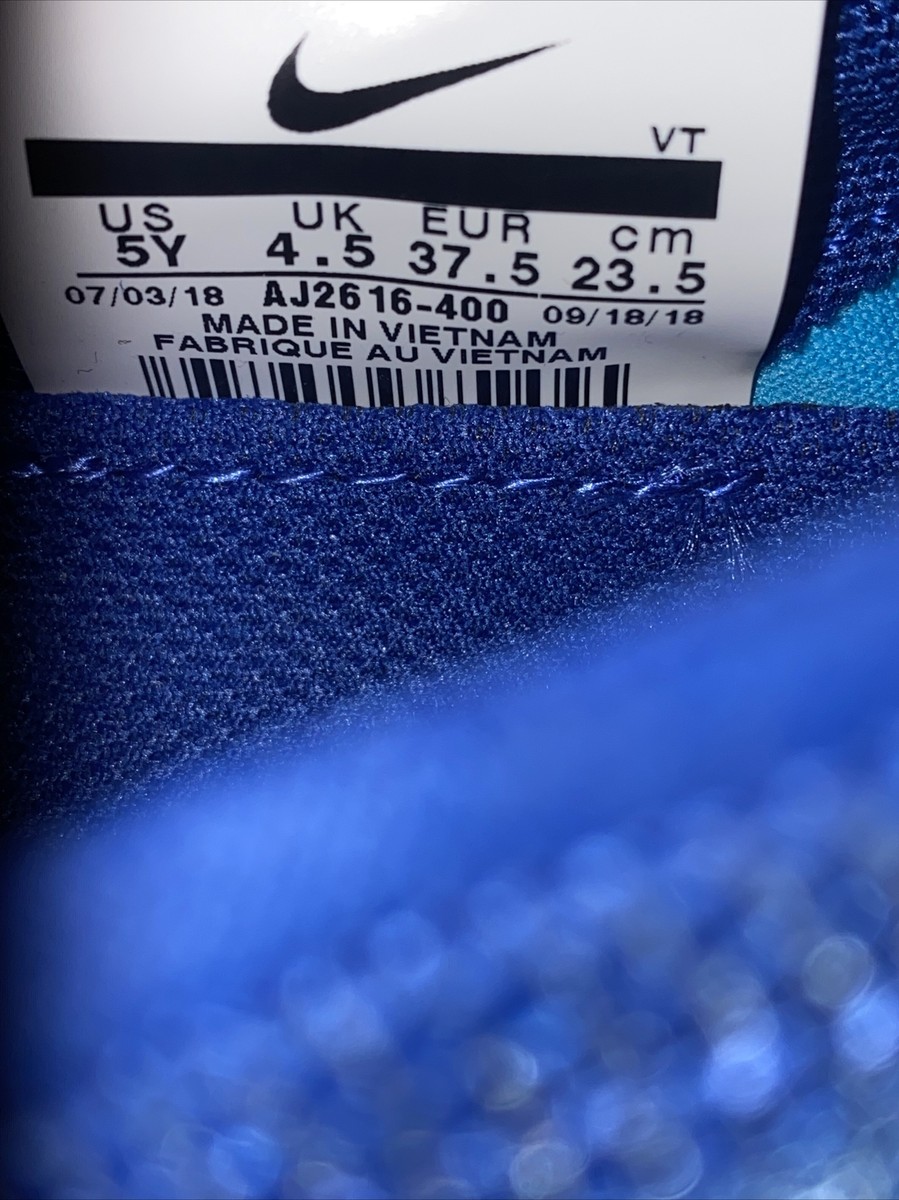 VT
US UK EUR cm
5Y 4.5 37.5 23.5
07/03/18 AJ2616-400 09/18/18
MADE IN VIETNAM
FABRIQUE AU VIETNAM